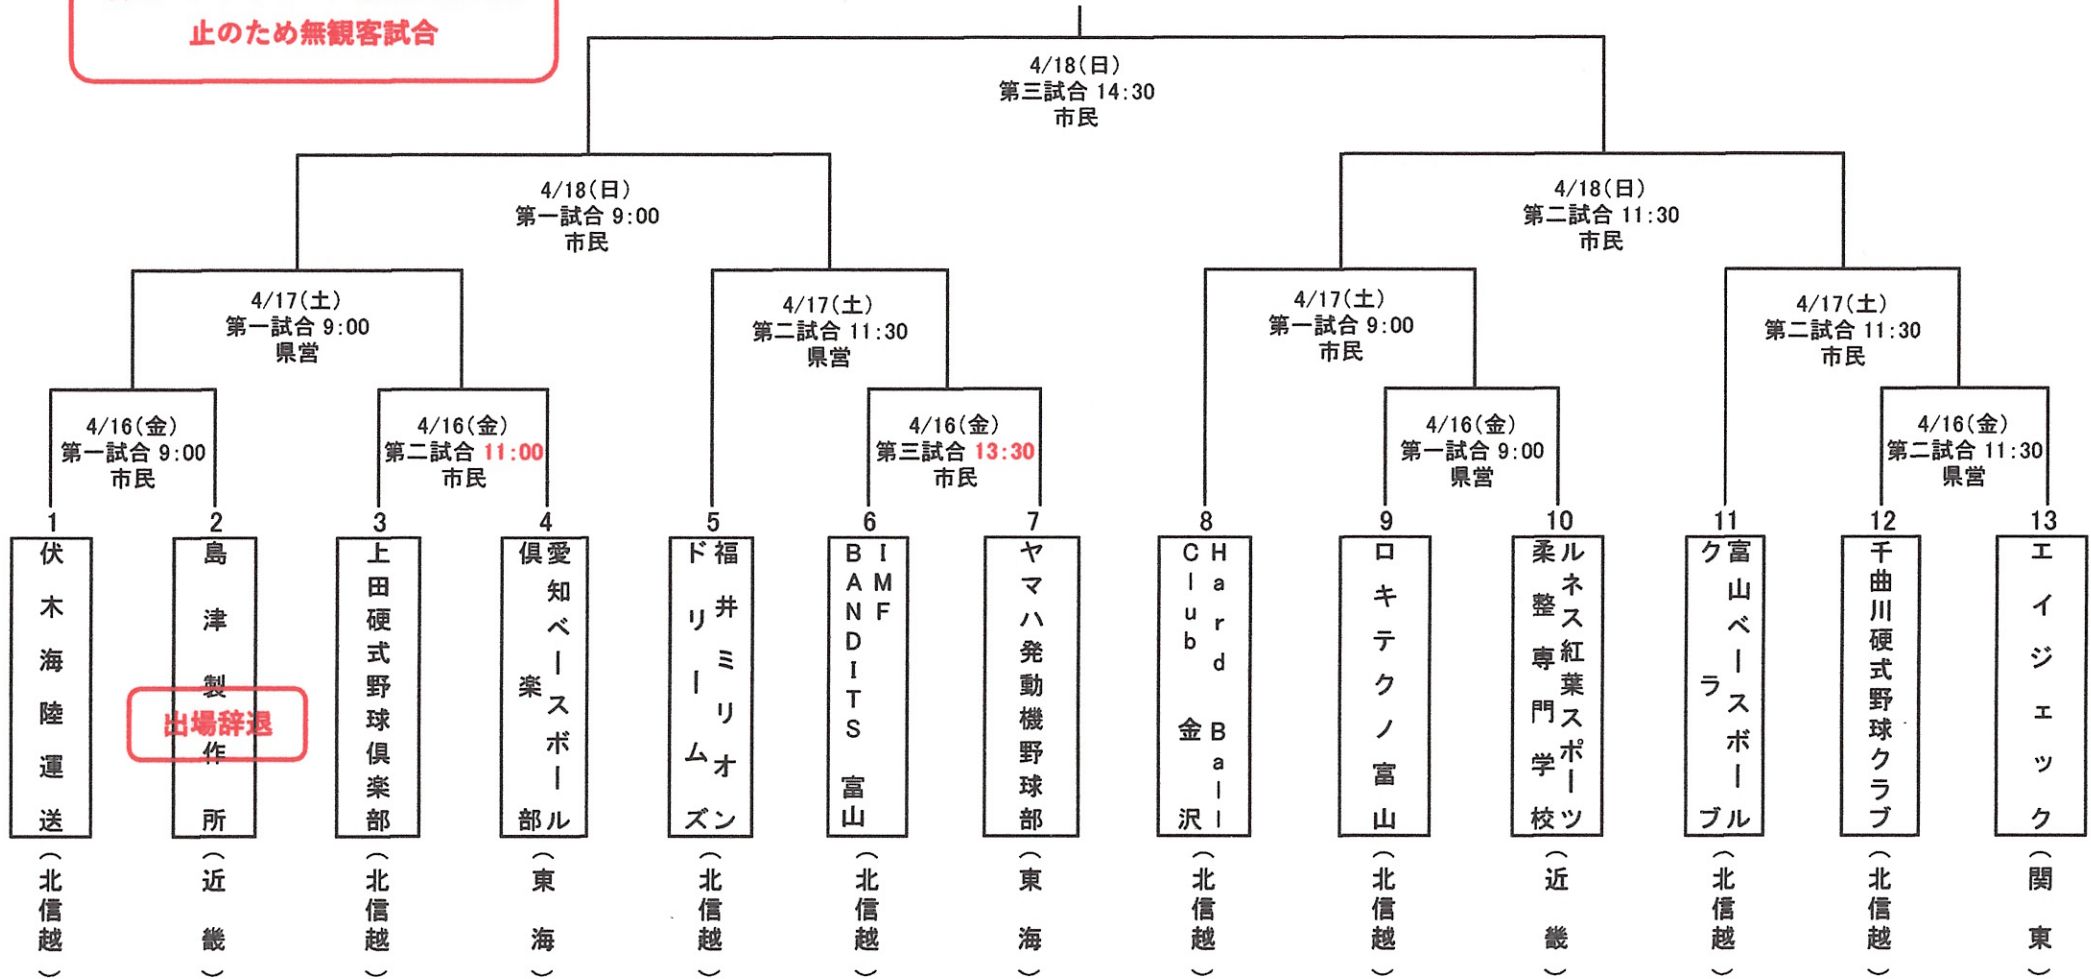 止のため無観客試合
4/18(日)
第三試合 14:30
市民
4/18(日)
第一試合 9:00
市民
4/18(日)
第二試合 11:30
市民
4/17(土)
第一試合 9:00
県営
4/17(土)
第二試合 11:30
県営
4/17(土)
第一試合 9:00
市民
4/17(土)
第二試合 11:30
市民
4/16(金)
第一試合 9:00
市民
4/16(金)
第二試合 11:00
市民
4/16(金)
第三試合 13:30
市民
4/16(金)
第一試合 9:00
県営
4/16(金)
第二試合 11:30
県営
1
伏木海陸運送
(北信越)
2
島津製作所
出場辞退
(近畿)
3
上田硬式野球倶楽部
(北信越)
4
愛知ベースボール
倶楽部
(東海)
5
福井ミリオン
ドリームズ
(北信越)
6
IMF
BANDITS 富山
(北信越)
7
ヤマハ発動機野球部
(東海)
8
Hard Ball
Club 金沢
(北信越)
9
ロキテクノ富山
(北信越)
10
ルネス紅葉スポーツ
柔整専門学校
(近畿)
11
富山ベースボール
クラブ
(北信越)
12
千曲川硬式野球クラブ
(北信越)
13
エイジェック
(関東)